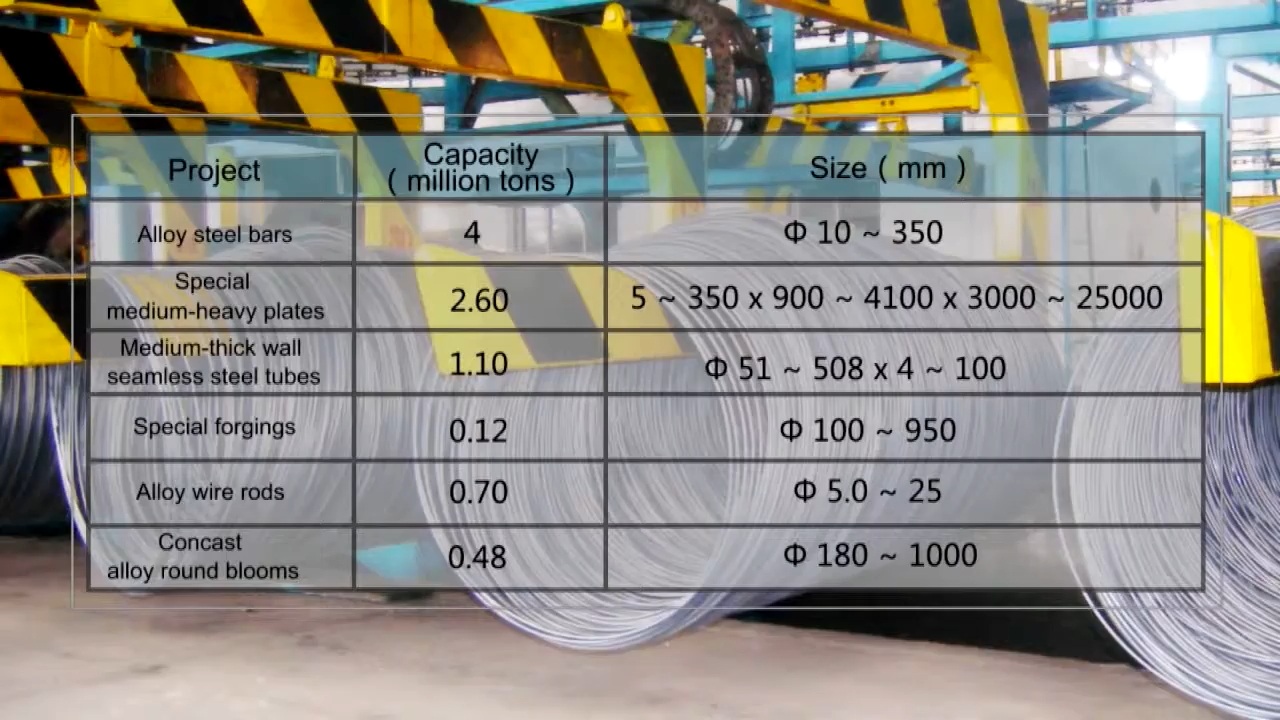 Project
Capacity
( million tons )
Size ( mm )
Alloy steel bars
4
Φ 10 ~ 350
Special
medium-heavy plates
2.60
5 ~ 350 x 900 ~ 4100 x 3000 ~ 25000
Medium-thick wall
seamless steel tubes
1.10
Φ 51 ~ 508 x 4 ~ 100
Special forgings
0.12
Φ 100 ~ 950
Alloy wire rods
0.70
Φ 5.0 ~ 25
Concast
alloy round blooms
0.48
Φ 180 ~ 1000